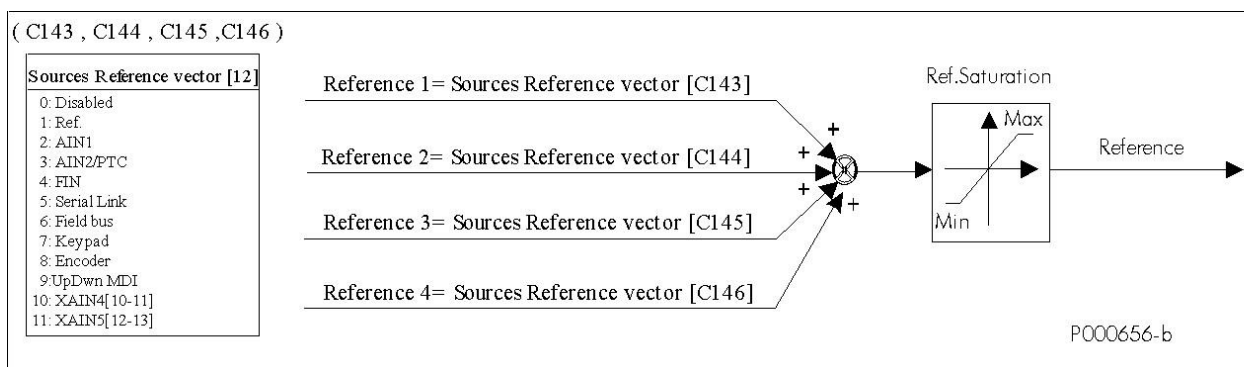 ( C143 , C144 , C145 ,C146 )
Sources Reference vector [12]
0: Disabled
1: Ref.
2: AIN1
3: AIN2/PTC
4: FIN
5: Serial Link
6: Field bus
7: Keypad
8: Encoder
9:UpDwn MDI
10: XAIN4[10-11]
11: XAIN5[12-13]
Reference 1= Sources Reference vector [C143]
Reference 2= Sources Reference vector [C144]
Reference 3= Sources Reference vector [C145]
Reference 4= Sources Reference vector [C146]
+
+
+
+
Ref.Saturation
Max
Min
Reference
P000656-b